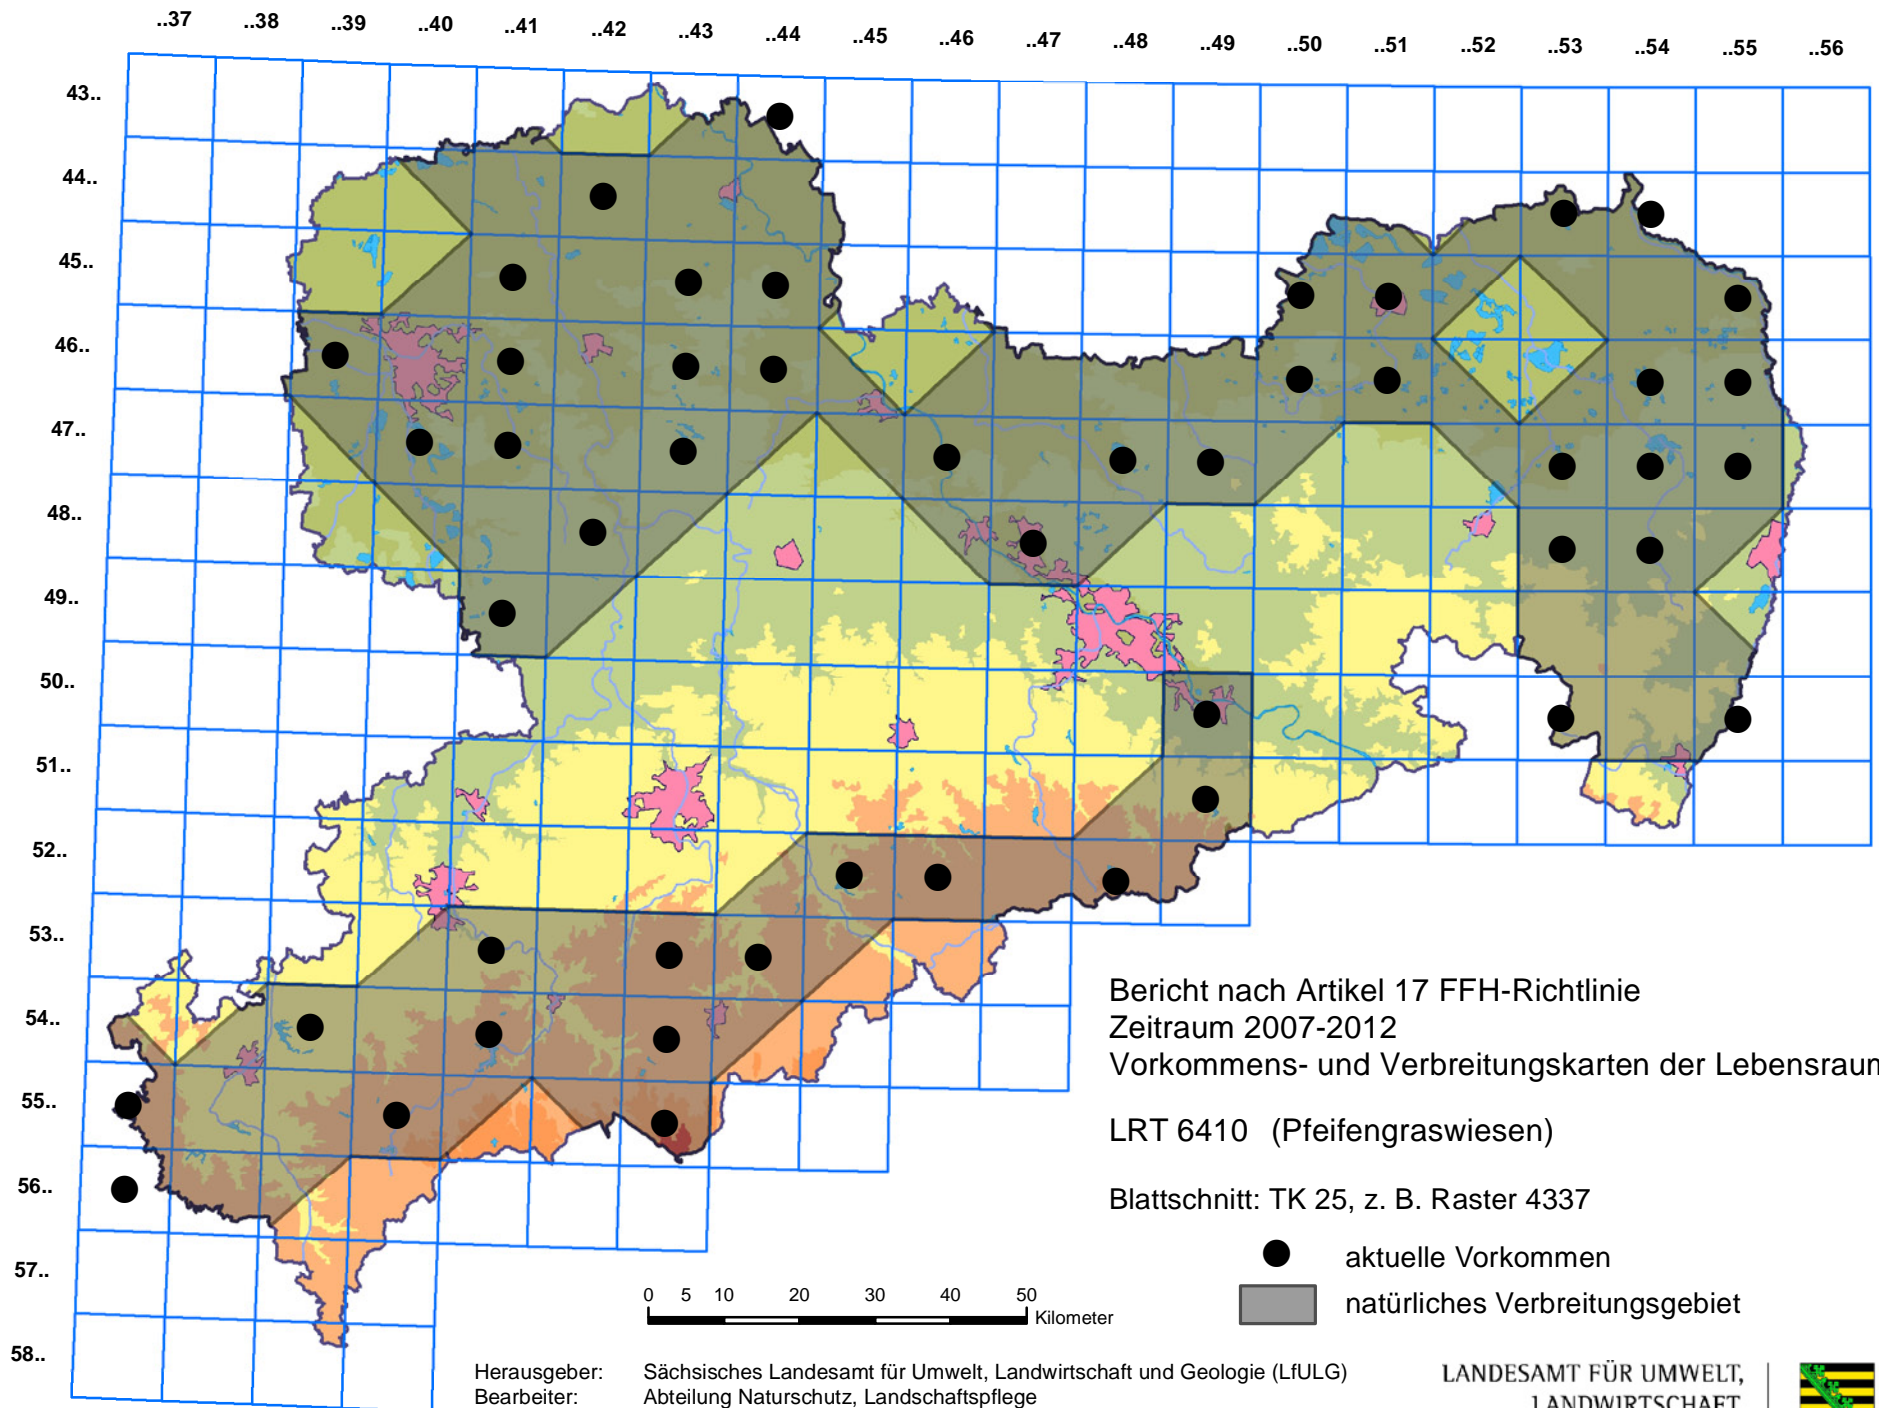 ..37 ..38 ..39 ..40 ..41 ..42 ..43 ..44 ..45 ..46 ..47 ..48 ..49 ..50 ..51 ..52 ..53 ..54 ..55 ..56
43..
44..
45..
46..
47..
48..
49..
50..
51..
52..
53..
54..
55..
56..
57..
58..
Bericht nach Artikel 17 FFH-Richtlinie
Zeitraum 2007-2012
Vorkommens- und Verbreitungskarten der Lebensraum
LRT 6410 (Pfeifengraswiesen)
Blattschnitt: TK 25, z. B. Raster 4337
aktuelle Vorkommen
natürliches Verbreitungsgebiet
0 5 10 20 30 40 50
Kilometer
Herausgeber: Sächsisches Landesamt für Umwelt, Landwirtschaft und Geologie (LfULG)
Bearbeiter: Abteilung Naturschutz, Landschaftspflege
LANDESAMT FÜR UMWELT,
LANDWIRTSCHAFT